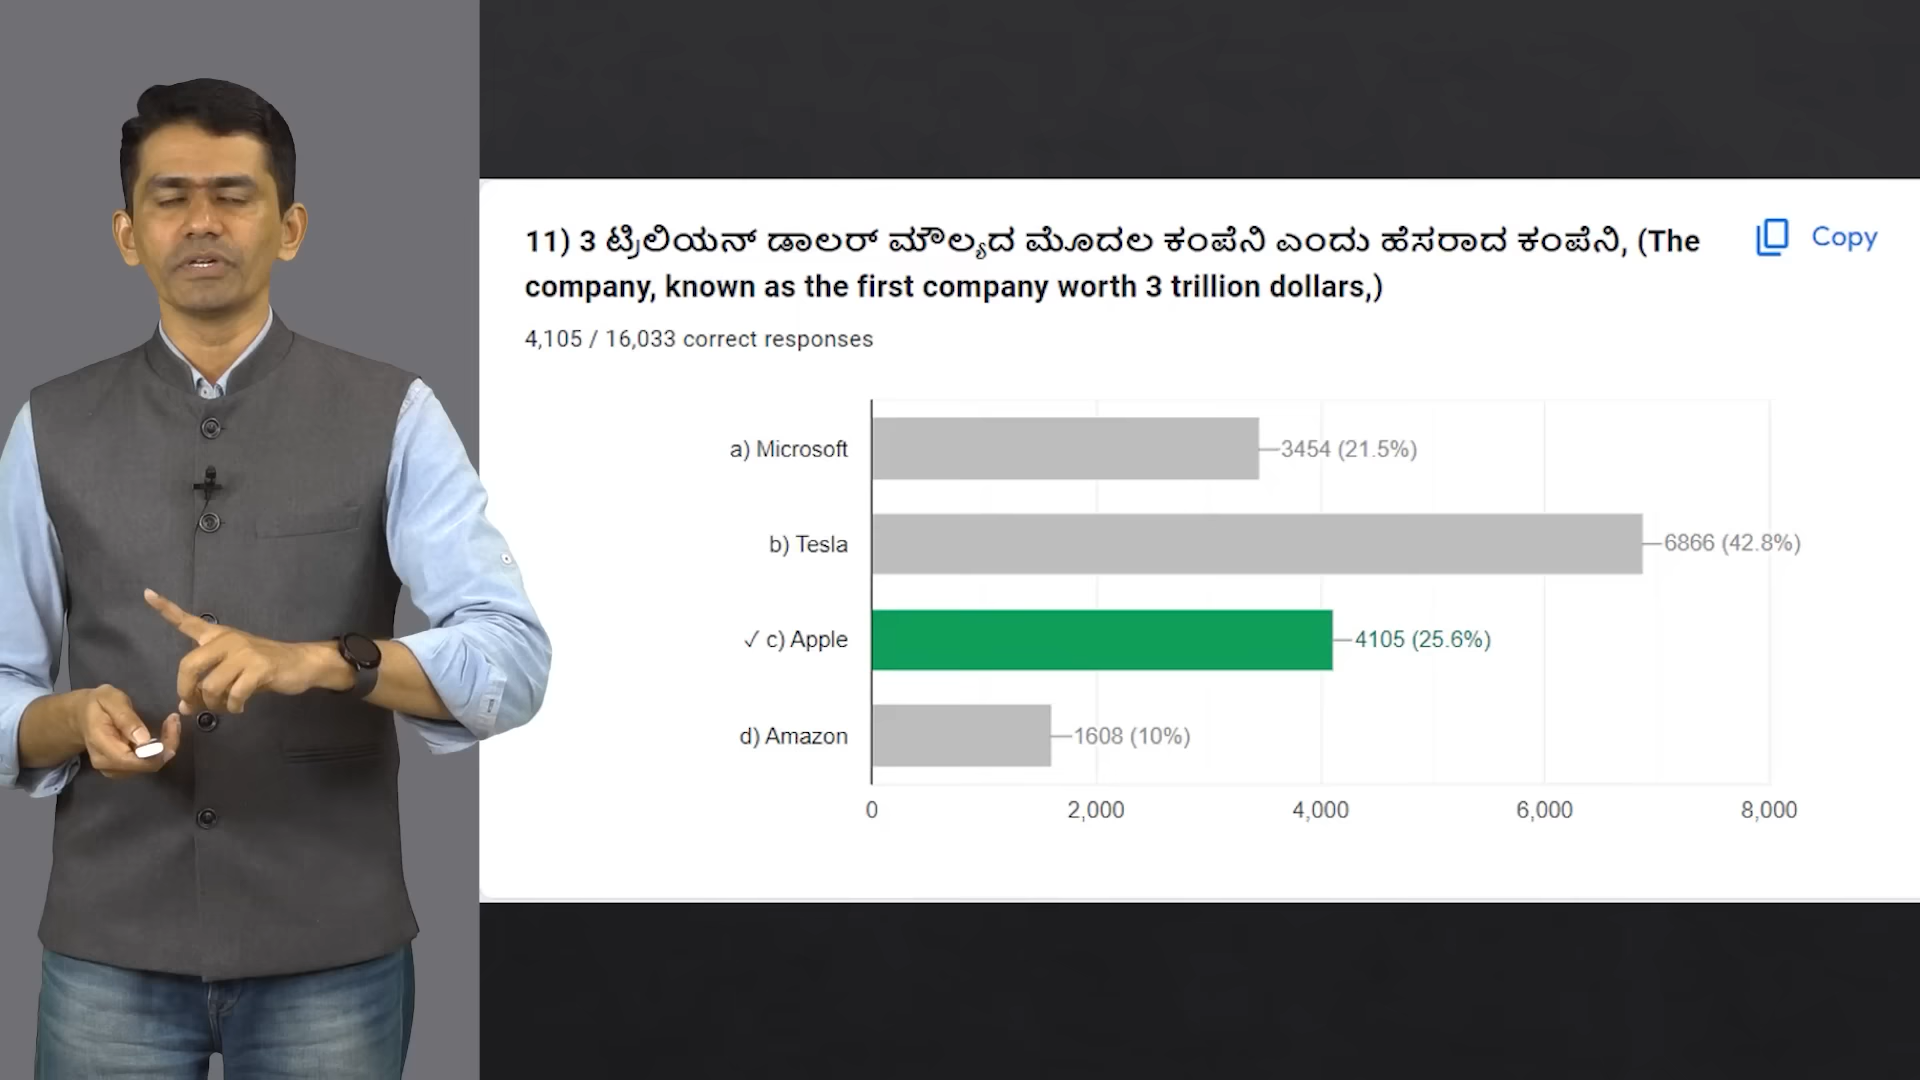 11) 3 ಟ್ರಿಲಿಯನ್ ಡಾಲರ್ ಮೌಲ್ಯದ ಮೊದಲ ಕಂಪೆನಿ ಎಂದು ಹೆಸರಾದ ಕಂಪೆನಿ, (The
company, known as the first company worth 3 trillion dollars,)
Copy
4,105 / 16,033 correct responses
a) Microsoft 3454 (21.5%)
b) Tesla 6866 (42.8%)
✓ c) Apple 4105 (25.6%)
d) Amazon 1608 (10%)
0 2,000 4,000 6,000 8,000